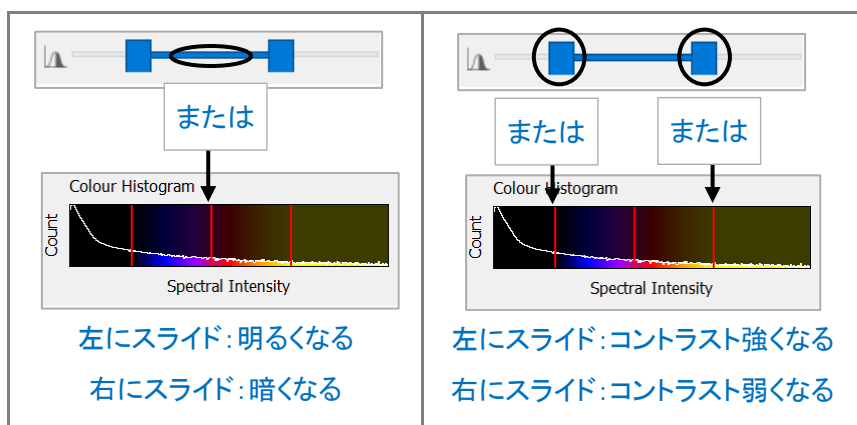 または
Colour Histogram
Count
Spectral Intensity
左にスライド：明るくなる
右にスライド：暗くなる
または
または
Colour Histogram
Count
Spectral Intensity
左にスライド：コントラスト強くなる
右にスライド：コントラスト弱くなる